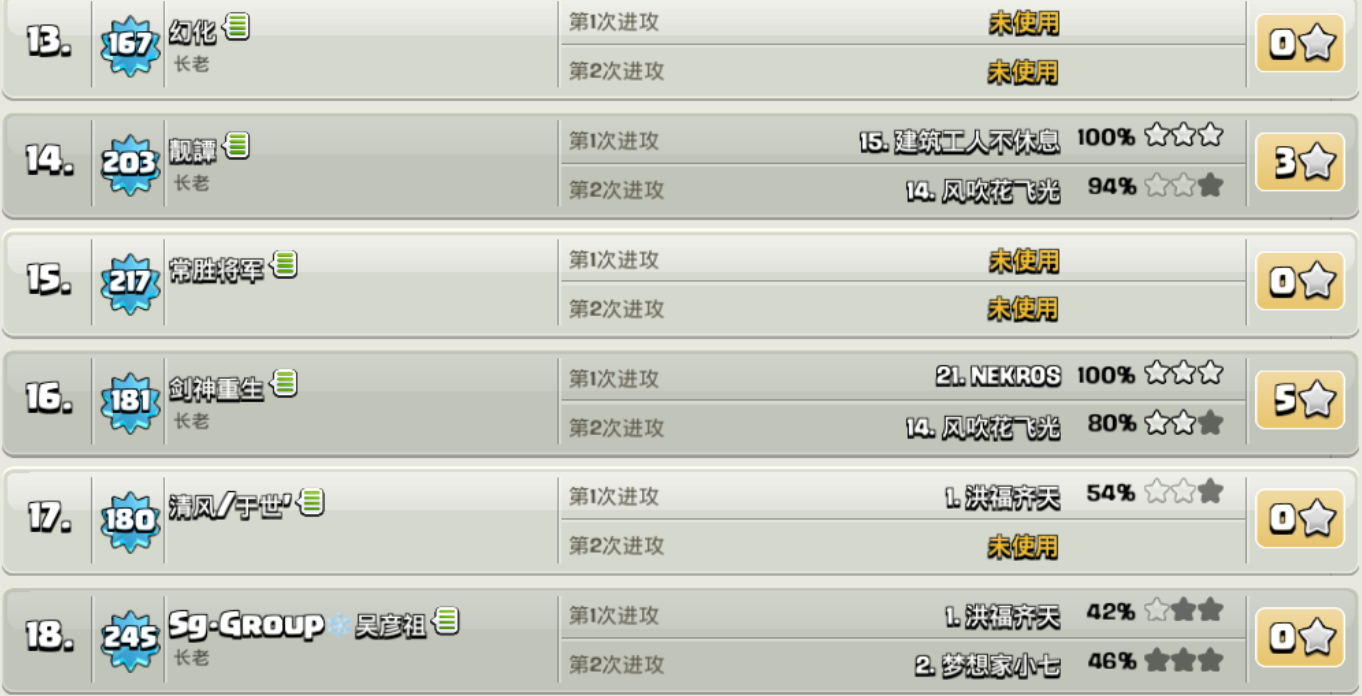 13. 167 幻化
长老
第1次进攻 未使用
第2次进攻 未使用
0
14. 203 靓譚
长老
第1次进攻 15. 建筑工人不休息 100%
第2次进攻 14. 风吹花飞光 94%
3
15. 217 常胜将军
第1次进攻 未使用
第2次进攻 未使用
0
16. 181 剑神重生
长老
第1次进攻 21. NEKROS 100%
第2次进攻 14. 风吹花飞光 80%
5
17. 180 清风/于世'
第1次进攻 1. 洪福齐天 54%
第2次进攻 未使用
0
18. 245 Sg-GROUP❄吴彦祖
长老
第1次进攻 1. 洪福齐天 42%
第2次进攻 2. 梦想家小七 46%
0